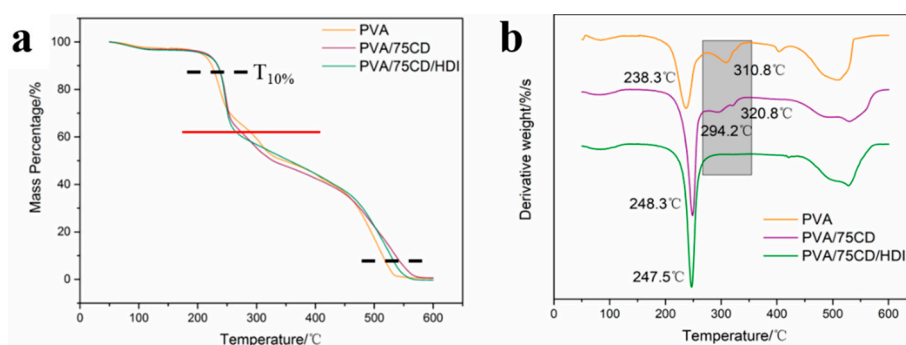 a
Mass Percentage/%
100
80
60
40
20
0
PVA
PVA/75CD
PVA/75CD/HDI
T10%
0 100 200 300 400 500 600
Temperature/℃
b
Derivative weight/%/s
238.3℃
310.8℃
320.8℃
294.2℃
248.3℃
247.5℃
PVA
PVA/75CD
PVA/75CD/HDI
0 100 200 300 400 500 600
Temperature/℃